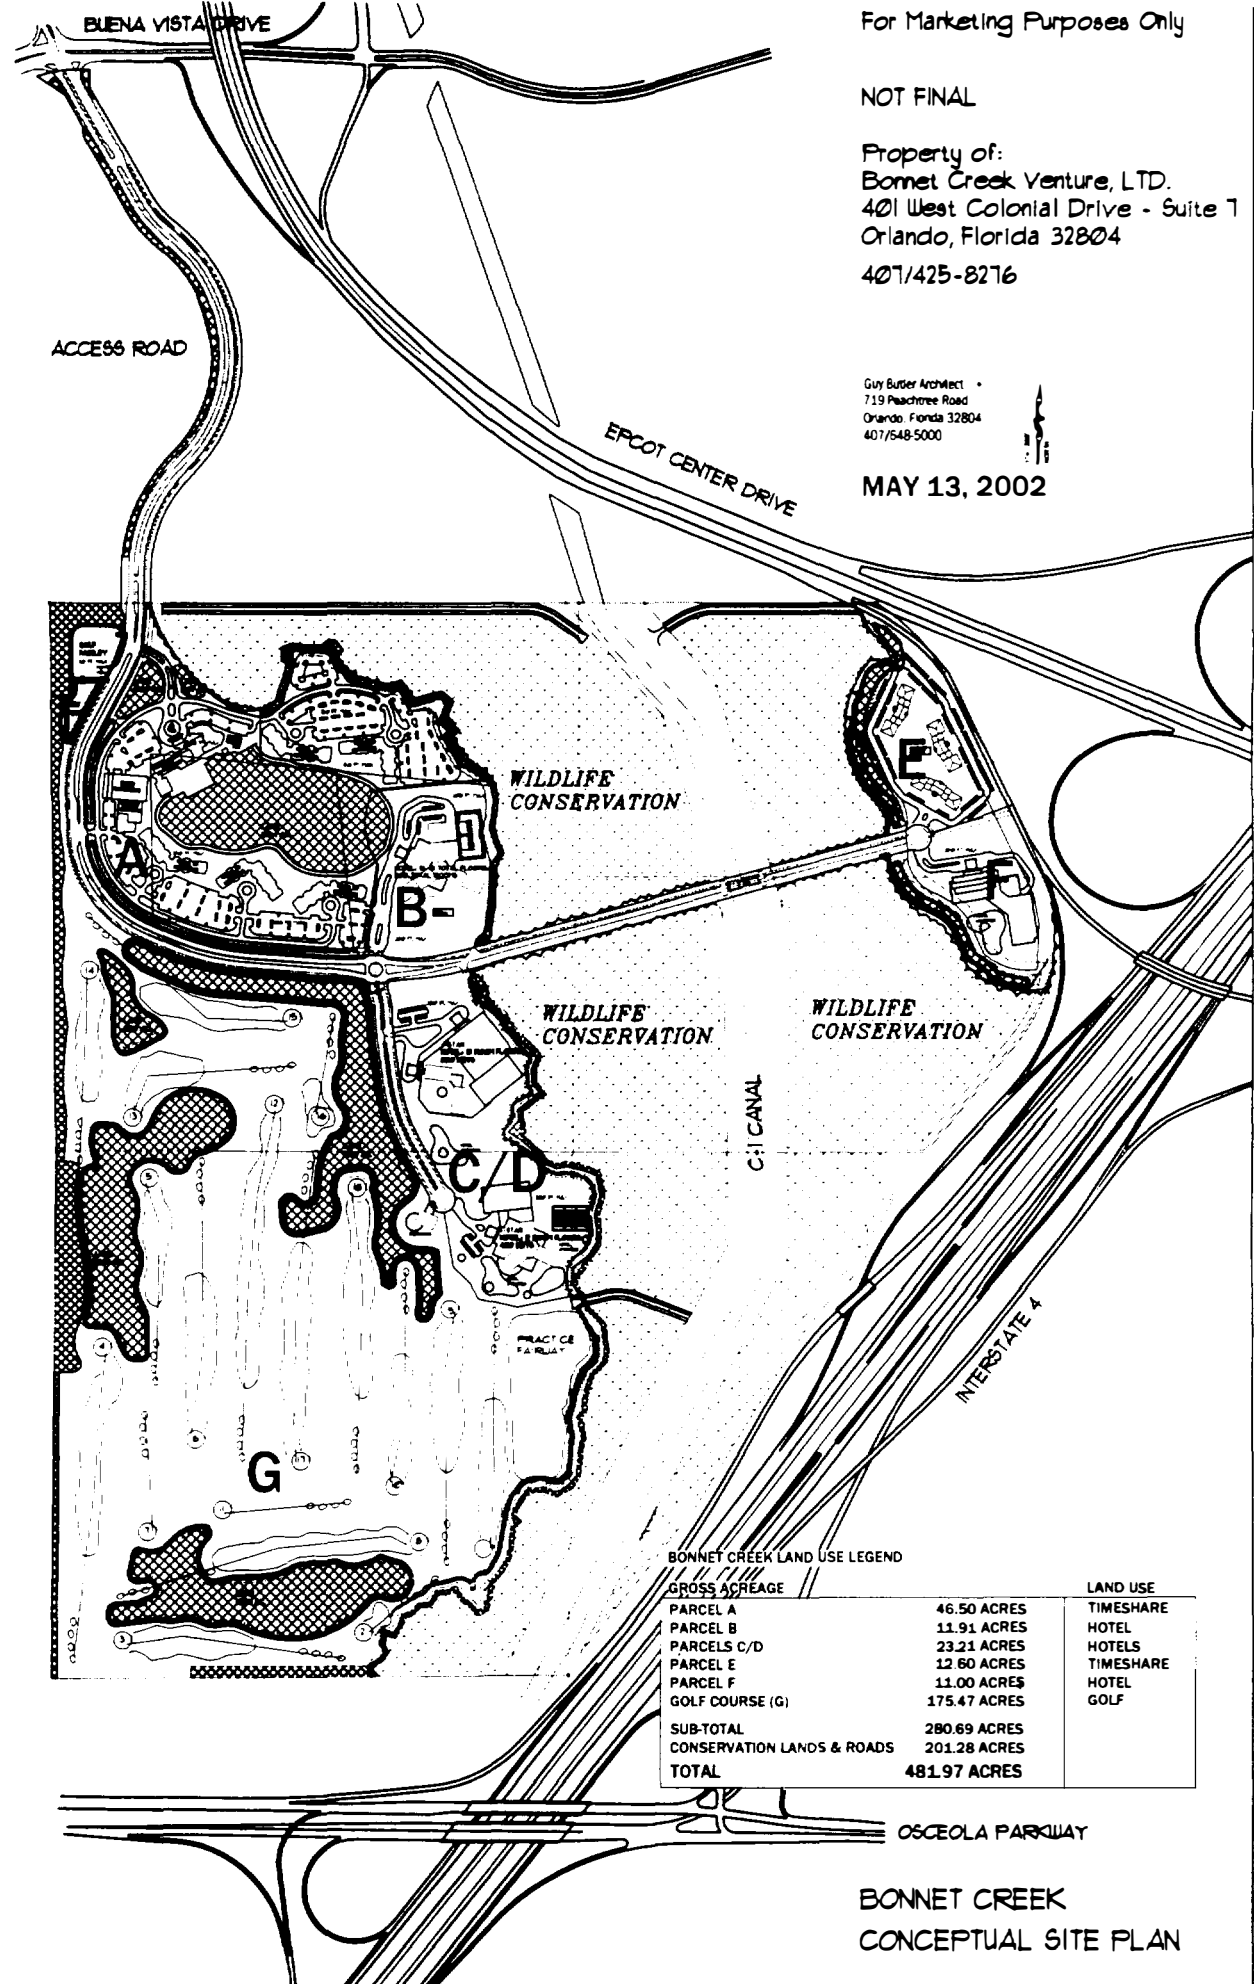 BUENA VISTA DRIVE
For Marketing Purposes Only
NOT FINAL
Property of:
Bonnet Creek Venture, LTD.
401 West Colonial Drive - Suite 7
Orlando, Florida 32804
407/425-8276
ACCESS ROAD
Guy Butler Architect
719 Peachtree Road
Orlando, Florida 32804
407/648-5000
MAY 13, 2002
EPCOT CENTER DRIVE
E
WILDLIFE
CONSERVATION
A
F
B
WILDLIFE
CONSERVATION
WILDLIFE
CONSERVATION
C-1 CANAL
C/D
PRACTICE
FAIRWAY
INTERSTATE 4
G
BONNET CREEK LAND USE LEGEND
GROSS ACREAGE LAND USE
PARCEL A 46.50 ACRES TIMESHARE
PARCEL B 11.91 ACRES HOTEL
PARCELS C/D 23.21 ACRES HOTELS
PARCEL E 12.60 ACRES TIMESHARE
PARCEL F 11.00 ACRES HOTEL
GOLF COURSE (G) 175.47 ACRES GOLF
SUB-TOTAL 280.69 ACRES
CONSERVATION LANDS & ROADS 201.28 ACRES
TOTAL 481.97 ACRES
OSCEOLA PARKWAY
BONNET CREEK
CONCEPTUAL SITE PLAN